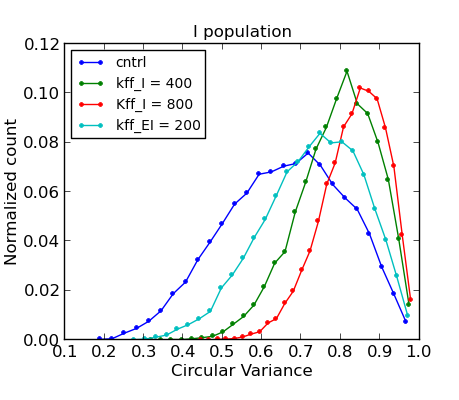 I population
0.12
0.10
0.08
0.06
0.04
0.02
0.00
Normalized count
cntrl
kff_I = 400
Kff_I = 800
kff_EI = 200
0.1 0.2 0.3 0.4 0.5 0.6 0.7 0.8 0.9 1.0
Circular Variance